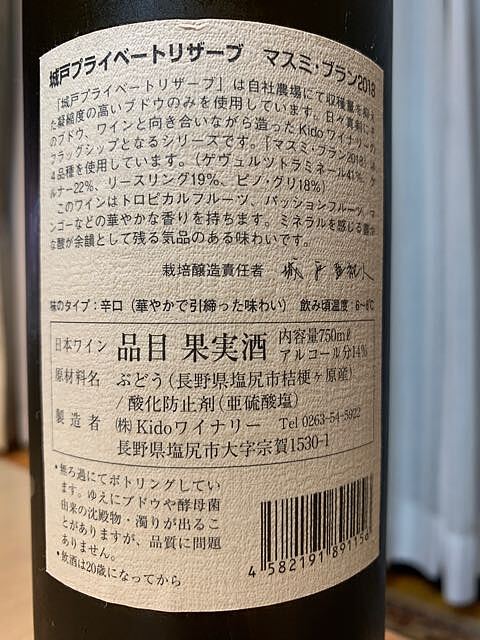 城戸プライベートリザーブ マスミ・ブラン2018
「城戸プライベートリザーブ」は自社農場にて収穫量を抑え
た凝縮度の高いブドウのみを使用しています。日々真剣に
のブドウ、ワインと向き合いながら造ったKidoワイナリーの
フラッグシップとなるシリーズです。『マスミ・ブラン2018』は
4品種を使用しています。（ゲヴュルツトラミネール41%、ケ
ルナー22%、リースリング19%、ピノ・グリ18%）
このワインはトロピカルフルーツ、パッションフルーツ、マ
ンゴーなどの華やかな香りを持ちます。ミネラルを感じる豊か
な酸が余韻として残る気品のある味わいです。
栽培醸造責任者
味のタイプ：辛口（華やかで引締った味わい） 飲み頃温度：6～8℃
日本ワイン 品目 果実酒 内容量750mℓ
アルコール分14%
原材料名 ぶどう（長野県塩尻市桔梗ヶ原産）
/ 酸化防止剤（亜硫酸塩）
製造者 ㈱Kidoワイナリー Tel 0263-54-5922
長野県塩尻市大字宗賀1530-1
・無ろ過にてボトリングしてい
ます。ゆえにブドウや酵母菌
由来の沈殿物・濁りが出るこ
とがありますが、品質に問題
ありません。
・飲酒は20歳になってから
4 582191 891156